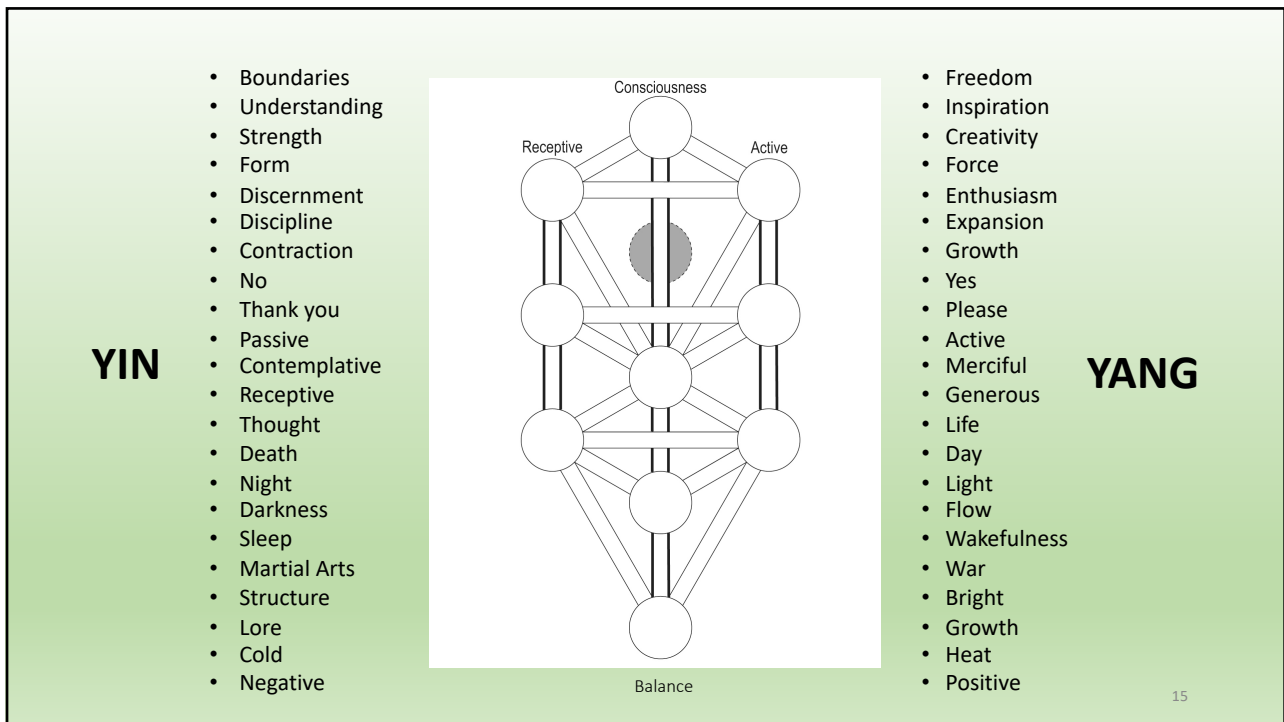 YIN
• Boundaries
• Understanding
• Strength
• Form
• Discernment
• Discipline
• Contraction
• No
• Thank you
• Passive
• Contemplative
• Receptive
• Thought
• Death
• Night
• Darkness
• Sleep
• Martial Arts
• Structure
• Lore
• Cold
• Negative
Consciousness
Receptive
Active
Balance
• Freedom
• Inspiration
• Creativity
• Force
• Enthusiasm
• Expansion
• Growth
• Yes
• Please
• Active
• Merciful
• Generous
• Life
• Day
• Light
• Flow
• Wakefulness
• War
• Bright
• Growth
• Heat
• Positive
YANG
15